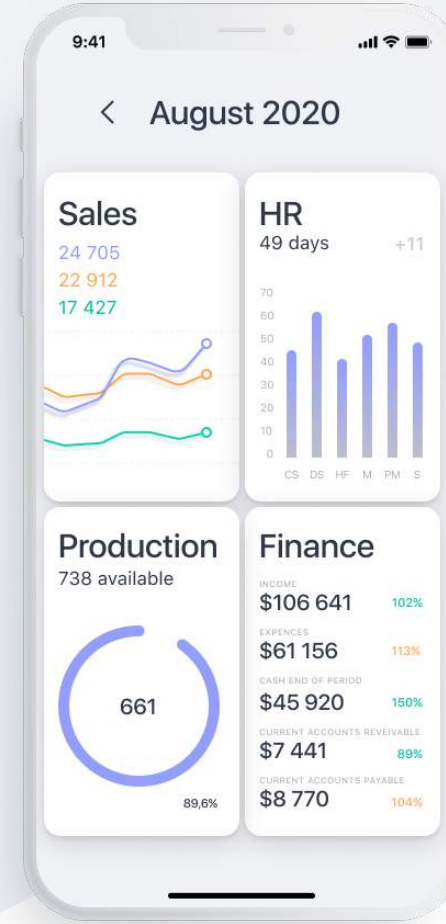 9:41
August 2020
Sales
24 705
22 912
17 427
HR
49 days +11
70
60
50
40
30
20
10
0
CS DS HF M PM S
Production
738 available
661
89,6%
Finance
INCOME
$106 641 102%
EXPENCES
$61 156 113%
CASH END OF PERIOD
$45 920 150%
CURRENT ACCOUNTS REVEIVABLE
$7 441 89%
CURRENT ACCOUNTS PAYABLE
$8 770 104%